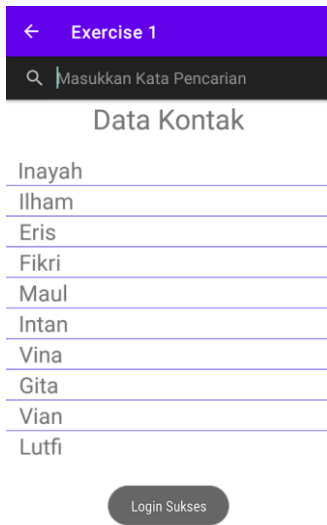 Exercise 1
Masukkan Kata Pencarian
Data Kontak
Inayah
Ilham
Eris
Fikri
Maul
Intan
Vina
Gita
Vian
Lutfi
Login Sukses